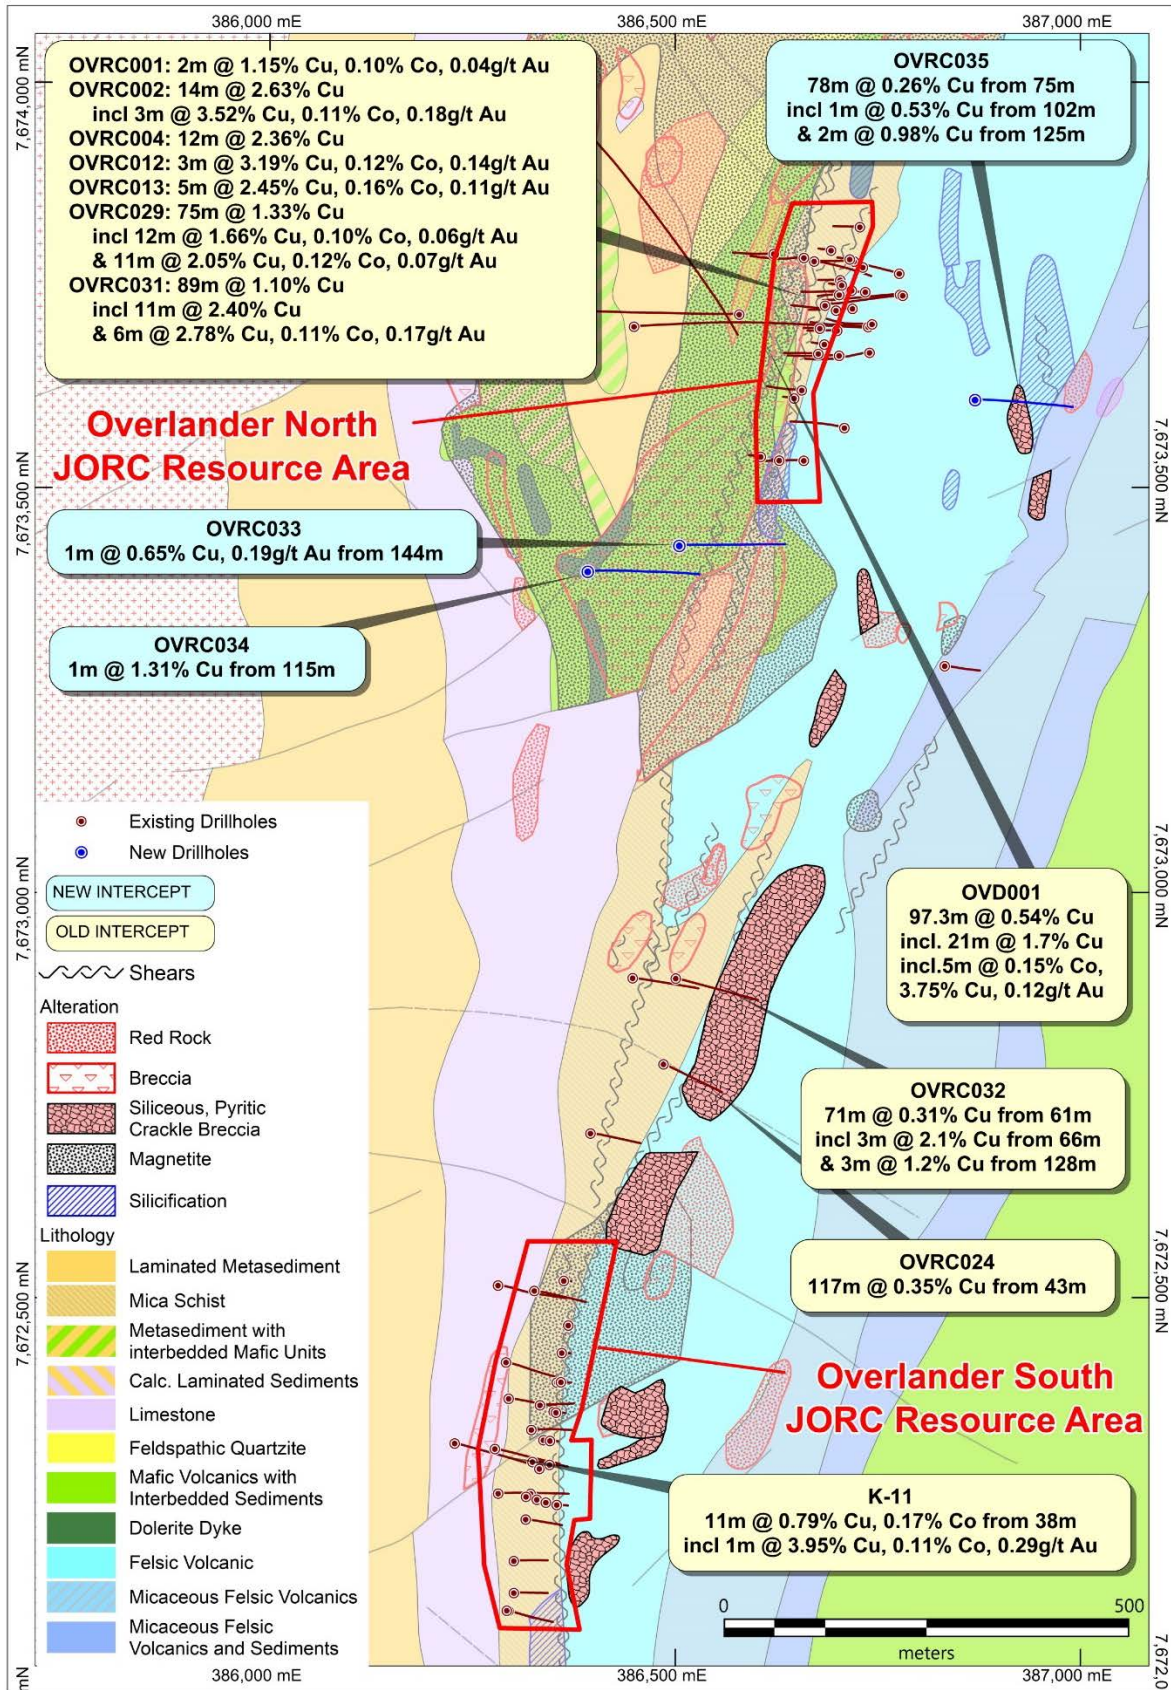 386,000 mE
386,500 mE
387,000 mE
7,674,000 mN
OVRC001: 2m @ 1.15% Cu, 0.10% Co, 0.04g/t Au
OVRC002: 14m @ 2.63% Cu
incl 3m @ 3.52% Cu, 0.11% Co, 0.18g/t Au
OVRC004: 12m @ 2.36% Cu
OVRC012: 3m @ 3.19% Cu, 0.12% Co, 0.14g/t Au
OVRC013: 5m @ 2.45% Cu, 0.16% Co, 0.11g/t Au
OVRC029: 75m @ 1.33% Cu
incl 12m @ 1.66% Cu, 0.10% Co, 0.06g/t Au
& 11m @ 2.05% Cu, 0.12% Co, 0.07g/t Au
OVRC031: 89m @ 1.10% Cu
incl 11m @ 2.40% Cu
& 6m @ 2.78% Cu, 0.11% Co, 0.17g/t Au
OVRC035
78m @ 0.26% Cu from 75m
incl 1m @ 0.53% Cu from 102m
& 2m @ 0.98% Cu from 125m
Overlander North
JORC Resource Area
7,673,500 mN
7,673,500 mN
OVRC033
1m @ 0.65% Cu, 0.19g/t Au from 144m
OVRC034
1m @ 1.31% Cu from 115m
Existing Drillholes
New Drillholes
NEW INTERCEPT
OLD INTERCEPT
Shears
Alteration
Red Rock
Breccia
Siliceous, Pyritic
Crackle Breccia
Magnetite
Silicification
Lithology
Laminated Metasediment
Mica Schist
Metasediment with
interbedded Mafic Units
Calc. Laminated Sediments
Limestone
Feldspathic Quartzite
Mafic Volcanics with
Interbedded Sediments
Dolerite Dyke
Felsic Volcanic
Micaceous Felsic Volcanics
Micaceous Felsic
Volcanics and Sediments
7,673,000 mN
7,673,000 mN
OVD001
97.3m @ 0.54% Cu
incl. 21m @ 1.7% Cu
incl.5m @ 0.15% Co,
3.75% Cu, 0.12g/t Au
OVRC032
71m @ 0.31% Cu from 61m
incl 3m @ 2.1% Cu from 66m
& 3m @ 1.2% Cu from 128m
OVRC024
117m @ 0.35% Cu from 43m
7,672,500 mN
7,672,500 mN
Overlander South
JORC Resource Area
K-11
11m @ 0.79% Cu, 0.17% Co from 38m
incl 1m @ 3.95% Cu, 0.11% Co, 0.29g/t Au
0
500
meters
mN
7,672,0
386,000 mE
386,500 mE
387,000 mE